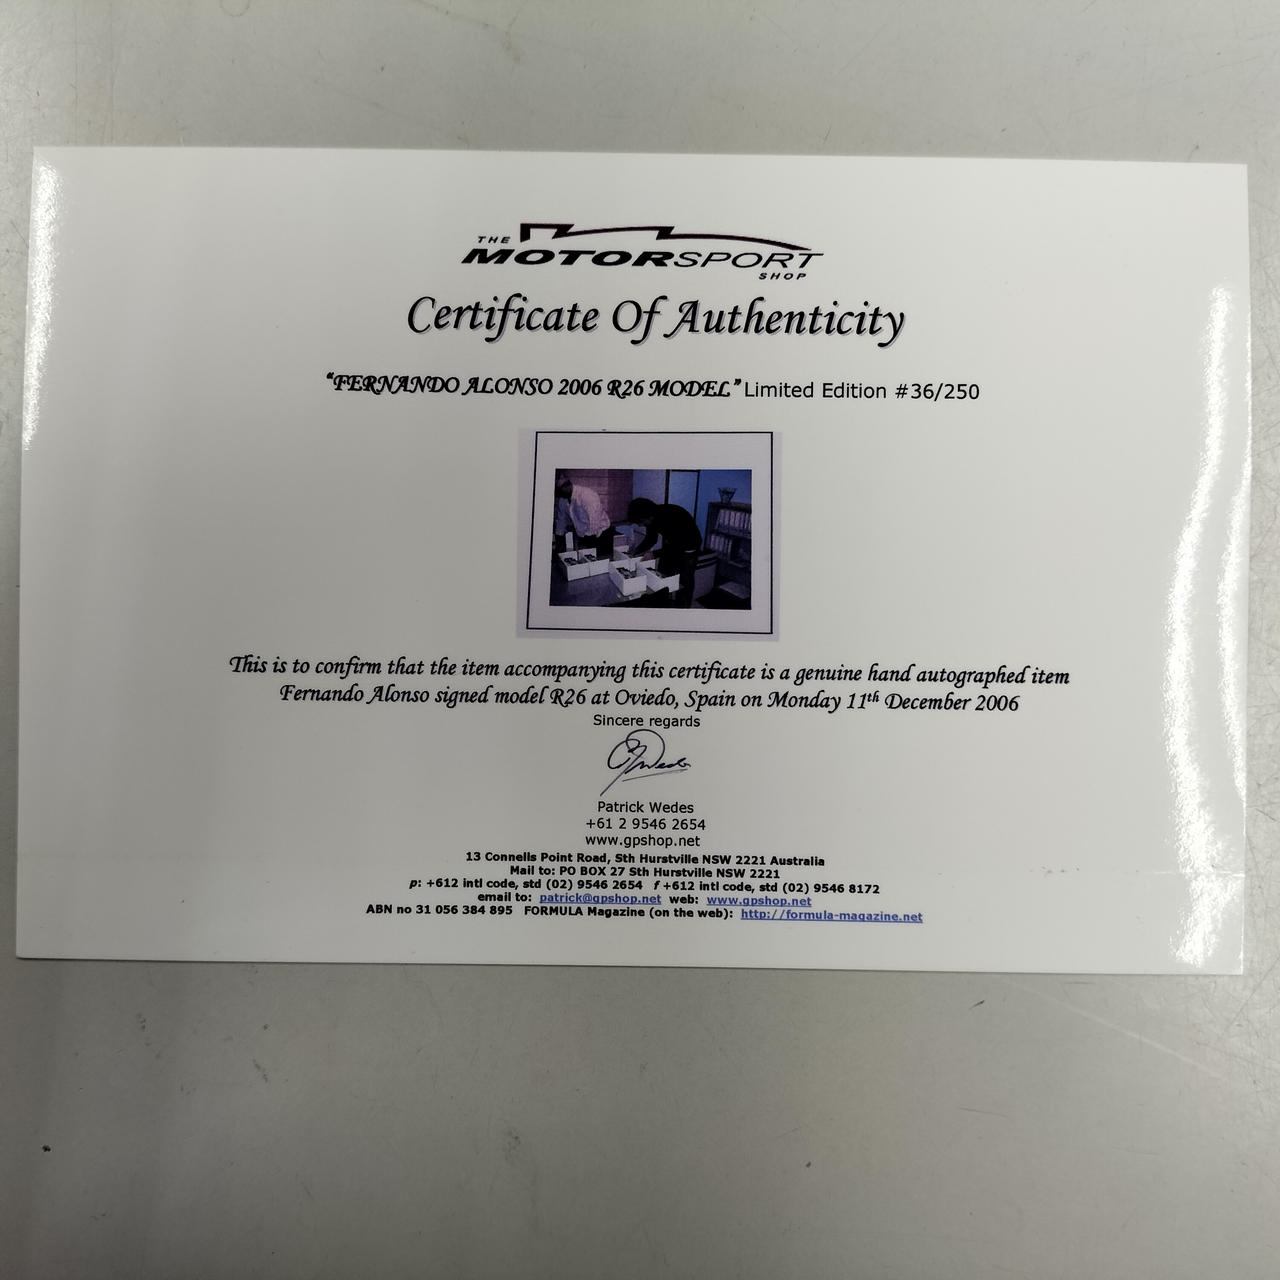 THE
MOTORSPORT
SHOP
Certificate Of Authenticity
“FERNANDO ALONSO 2006 R26 MODEL” Limited Edition #36/250
This is to confirm that the item accompanying this certificate is a genuine hand autographed item
Fernando Alonso signed model R26 at Oviedo, Spain on Monday 11th December 2006
Sincere regards
Patrick Wedes
+61 2 9546 2654
www.gpshop.net
13 Connells Point Road, Sth Hurstville NSW 2221 Australia
Mail to: PO BOX 27 Sth Hurstville NSW 2221
p: +612 intl code, std (02) 9546 2654 f +612 intl code, std (02) 9546 8172
email to: patrick@gpshop.net web: www.gpshop.net
ABN no 31 056 384 895 FORMULA Magazine (on the web): http://formula-magazine.net